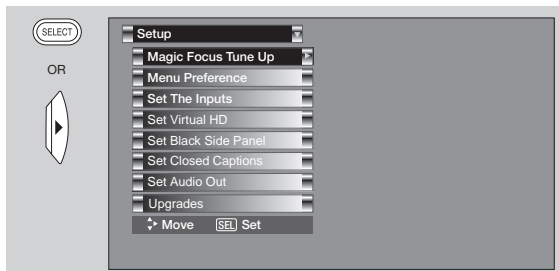 SELECT
OR
Setup
Magic Focus Tune Up
Menu Preference
Set The Inputs
Set Virtual HD
Set Black Side Panel
Set Closed Captions
Set Audio Out
Upgrades
Move SEL Set